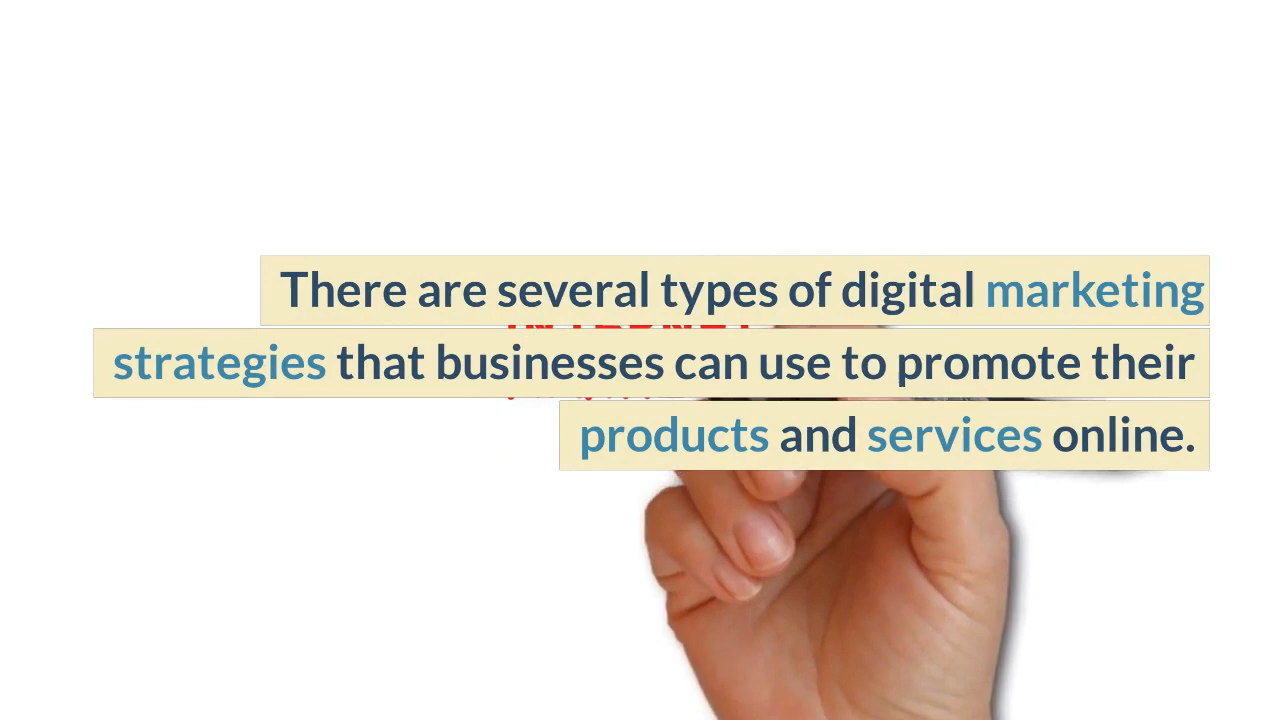 There are several types of digital marketing
strategies that businesses can use to promote their
products and services online.